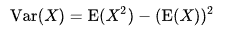 Var(X) = E(X²) − (E(X))²